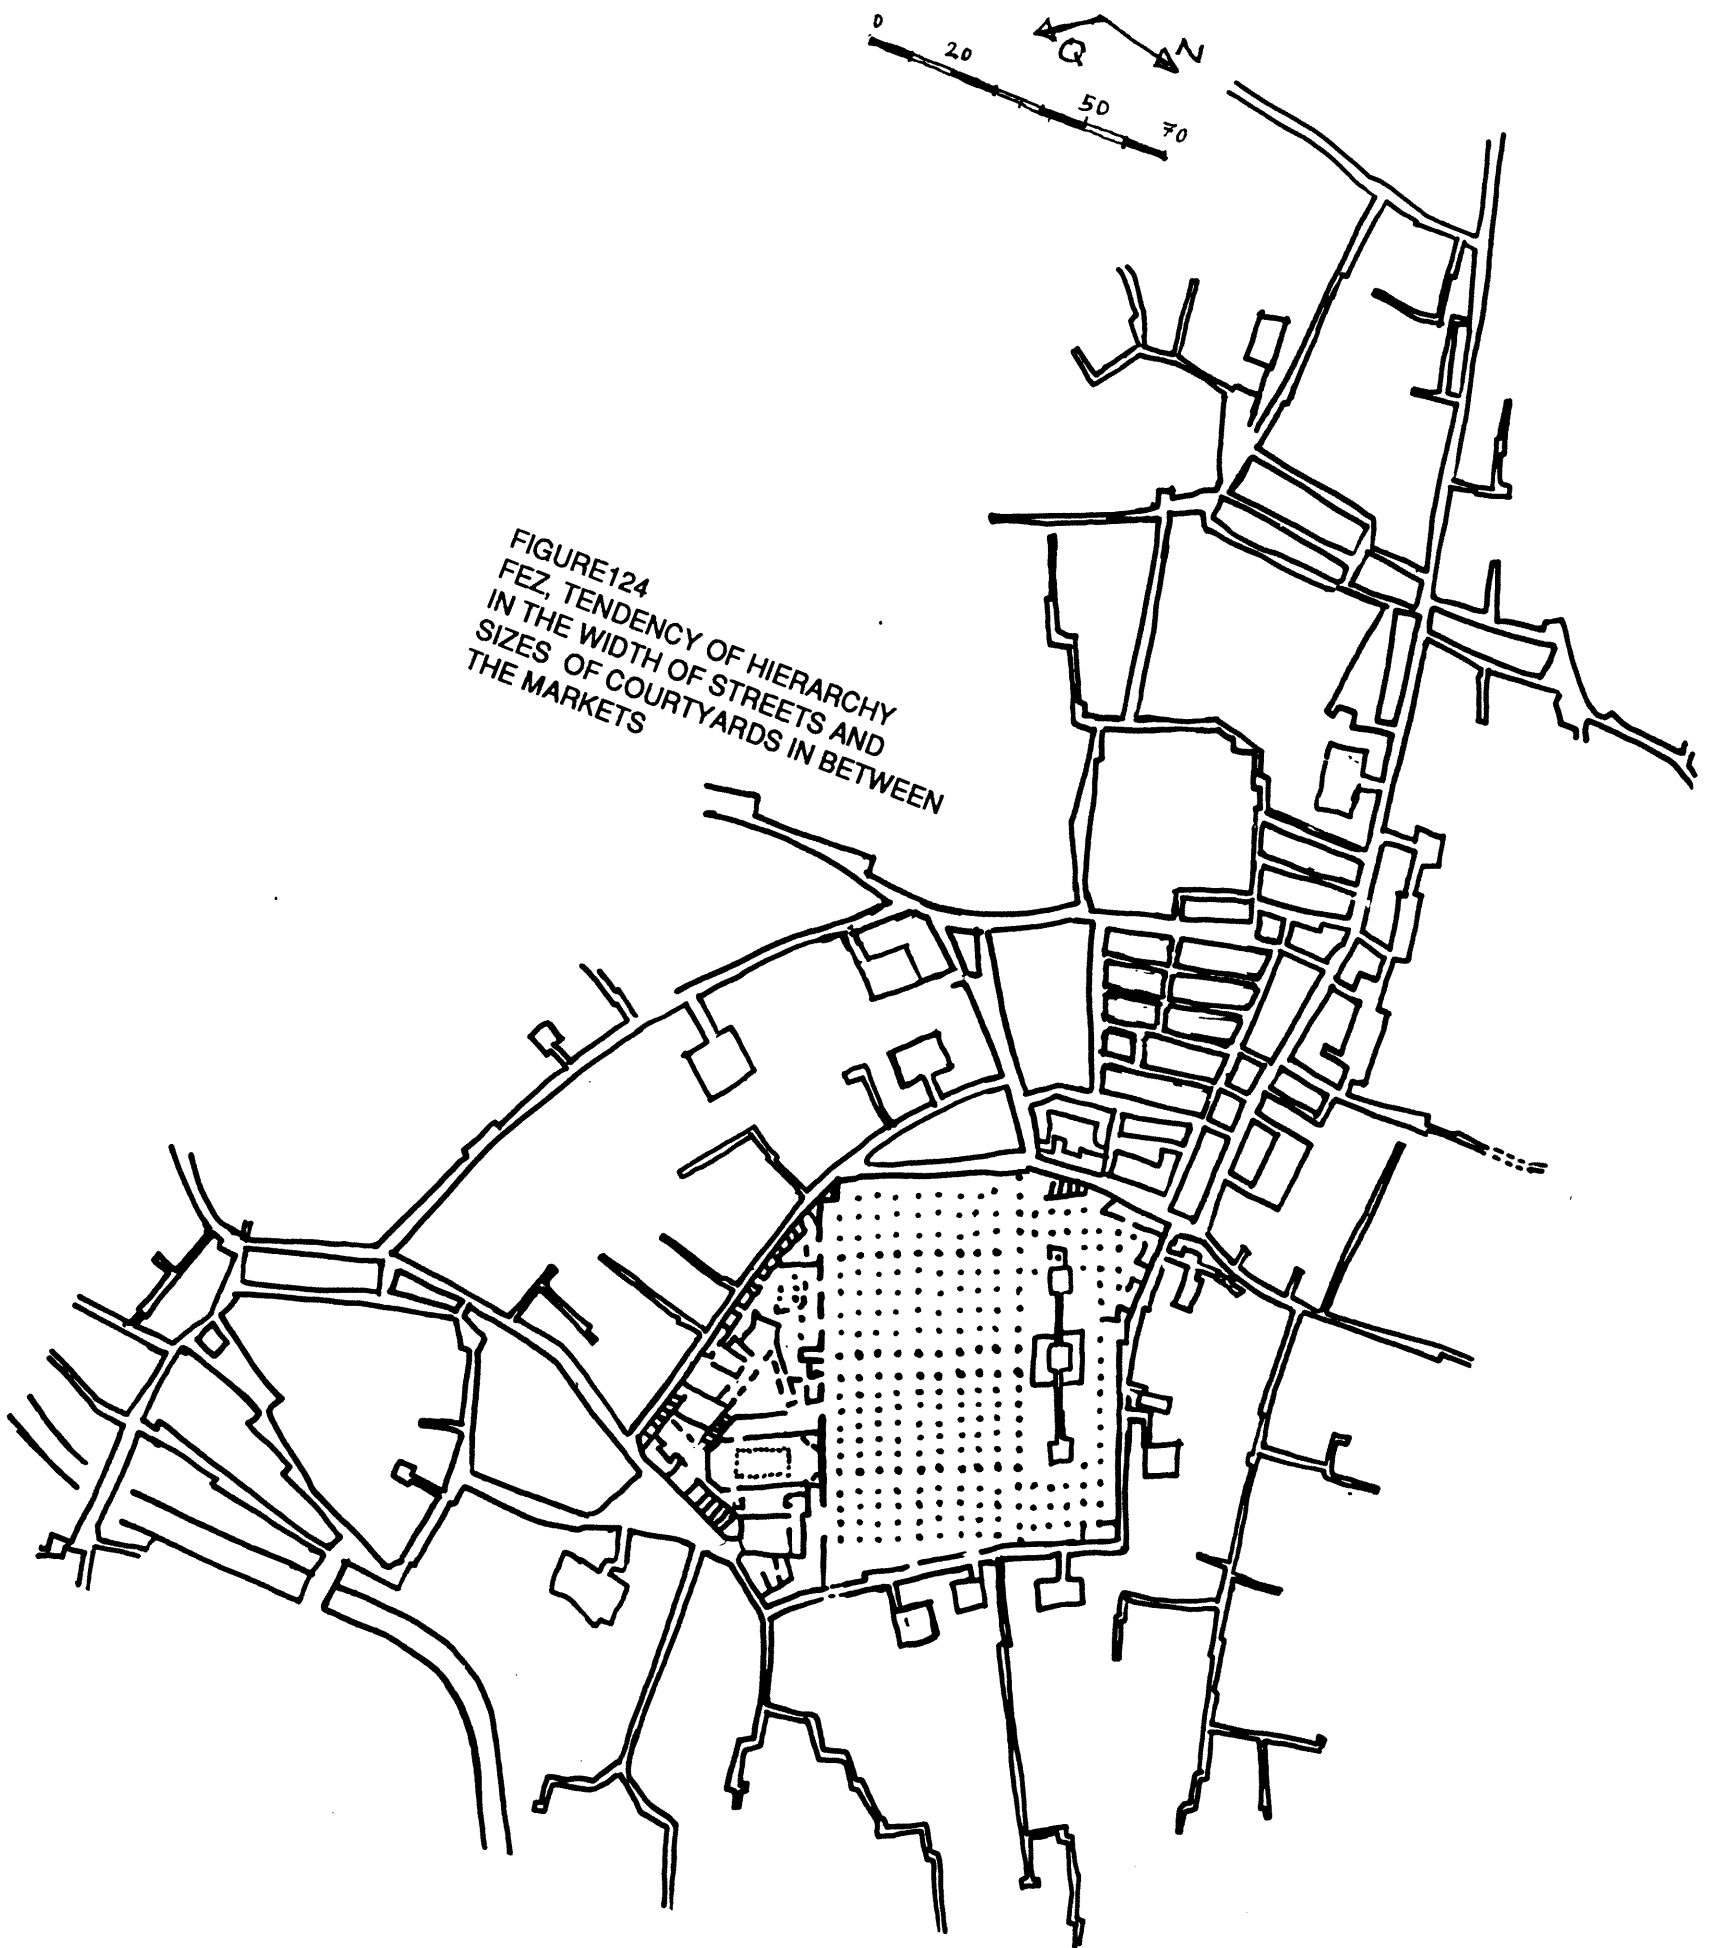 0
20
50
70
Q
N
FIGURE124
FEZ, TENDENCY OF HIERARCHY
IN THE WIDTH OF STREETS AND
SIZES OF COURTYARDS IN BETWEEN
THE MARKETS